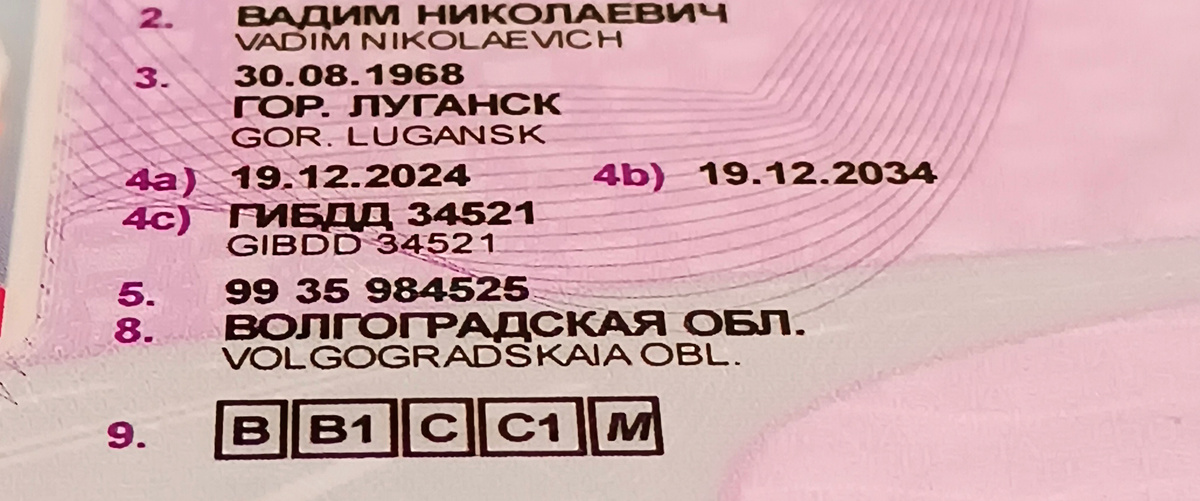 2. ВАДИМ НИКОЛАЕВИЧ
VADIM NIKOLAEVICH
3. 30.08.1968
ГОР. ЛУГАНСК
GOR. LUGANSK
4a) 19.12.2024 4b) 19.12.2034
4c) ГИБДД 34521
GIBDD 34521
5. 99 35 984525
8. ВОЛГОГРАДСКАЯ ОБЛ.
VOLGOGRADSKAIA OBL.
9. B B1 C C1 M